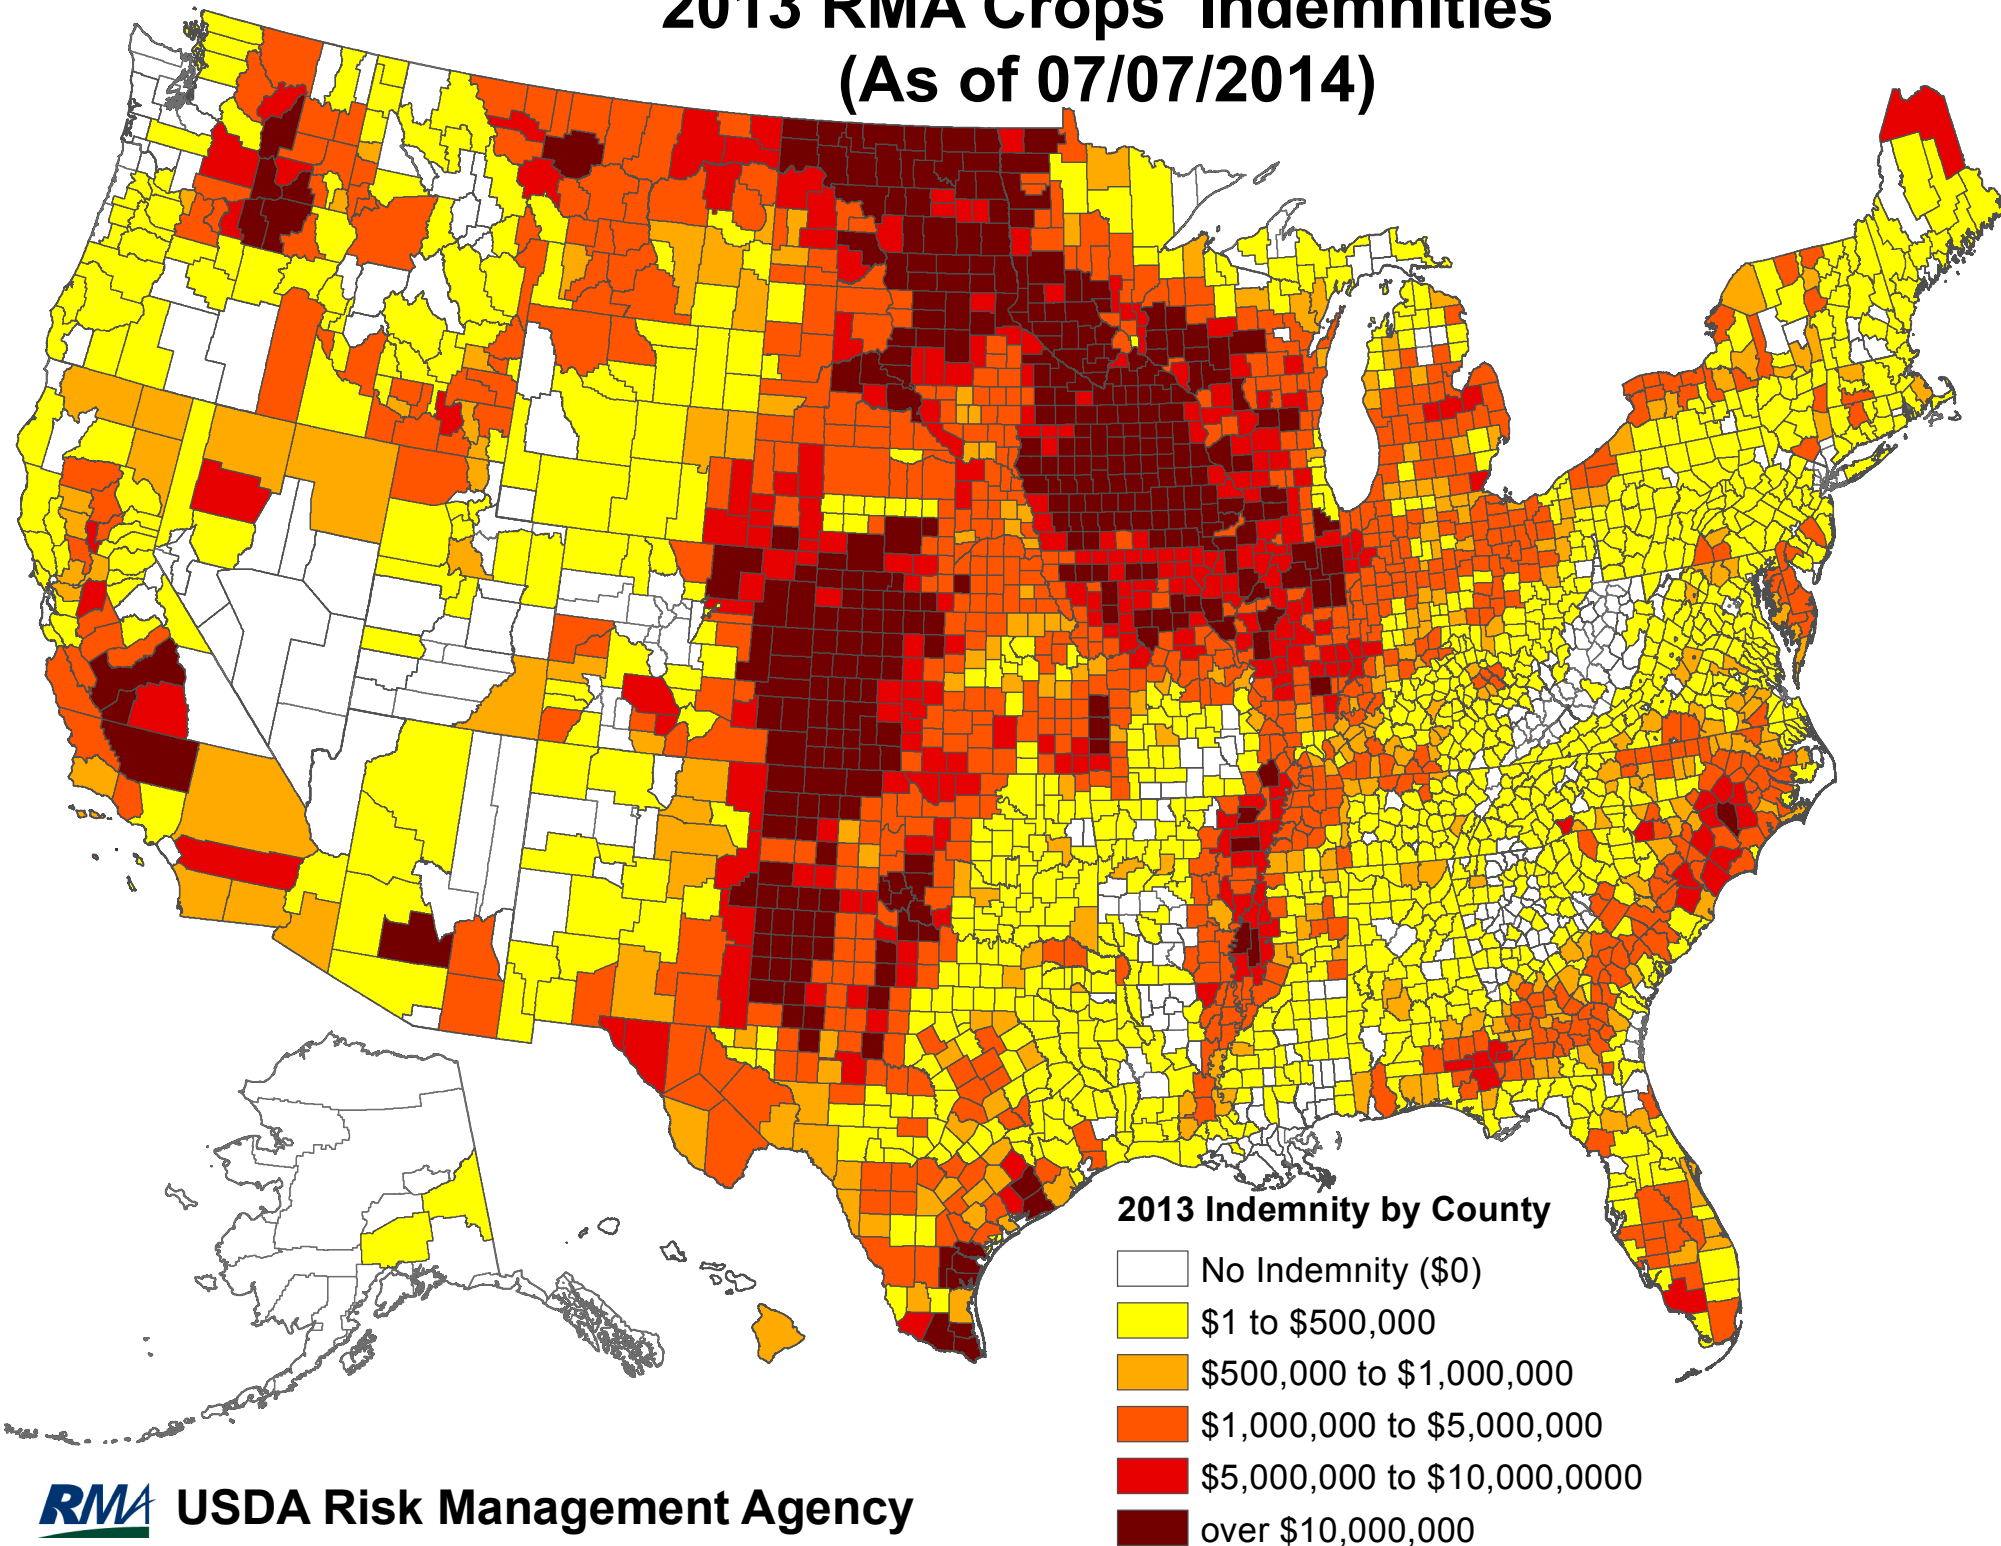 2013 RMA Crops' Indemnities
(As of 07/07/2014)
2013 Indemnity by County
No Indemnity ($0)
$1 to $500,000
$500,000 to $1,000,000
$1,000,000 to $5,000,000
$5,000,000 to $10,000,0000
over $10,000,000
RMA USDA Risk Management Agency